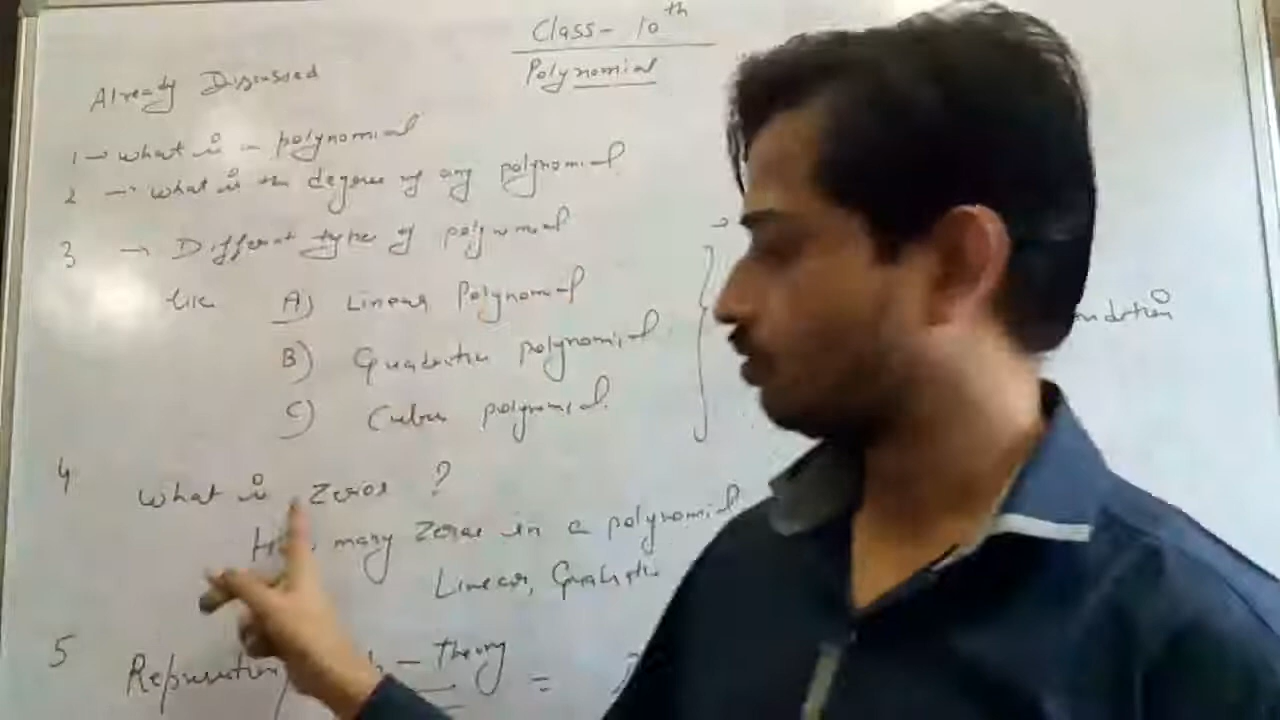 Class- 10th
Polynomial
Already Discussed
1 → what is a polynomial
2 → what is the degree of any polynomial
3 → Different type of polynomial
like A) Linear Polynomial
B) Quadratic polynomial
C) Cubic polynomial
4 What is Zeros ?
many zeros in a polynomial
Linear, Quadratic
5 theory =